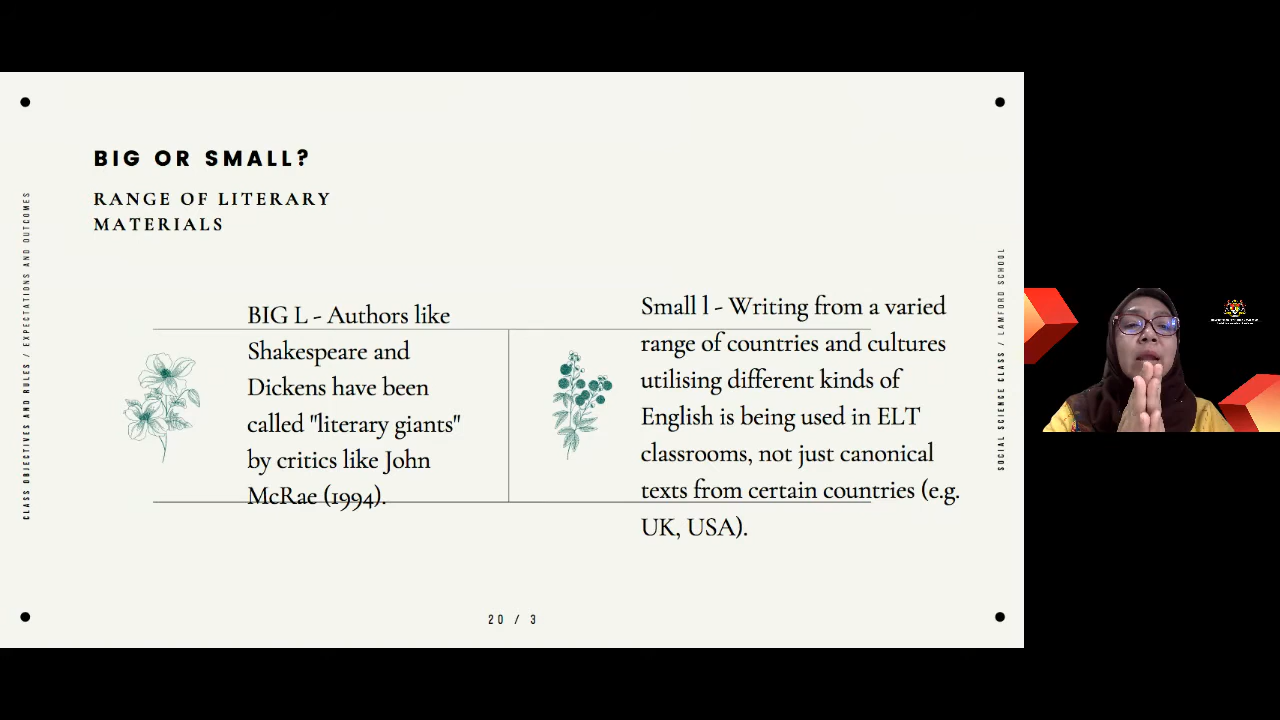 BIG OR SMALL?
RANGE OF LITERARY
MATERIALS
BIG L - Authors like
Shakespeare and
Dickens have been
called "literary giants"
by critics like John
McRae (1994).
Small l - Writing from a varied
range of countries and cultures
utilising different kinds of
English is being used in ELT
classrooms, not just canonical
texts from certain countries (e.g.
UK, USA).
CLASS OBJECTIVES AND RULES / EXPECTATIONS AND OUTCOMES
SOCIAL SCIENCE CLASS / LAMFORD SCHOOL
20 / 3